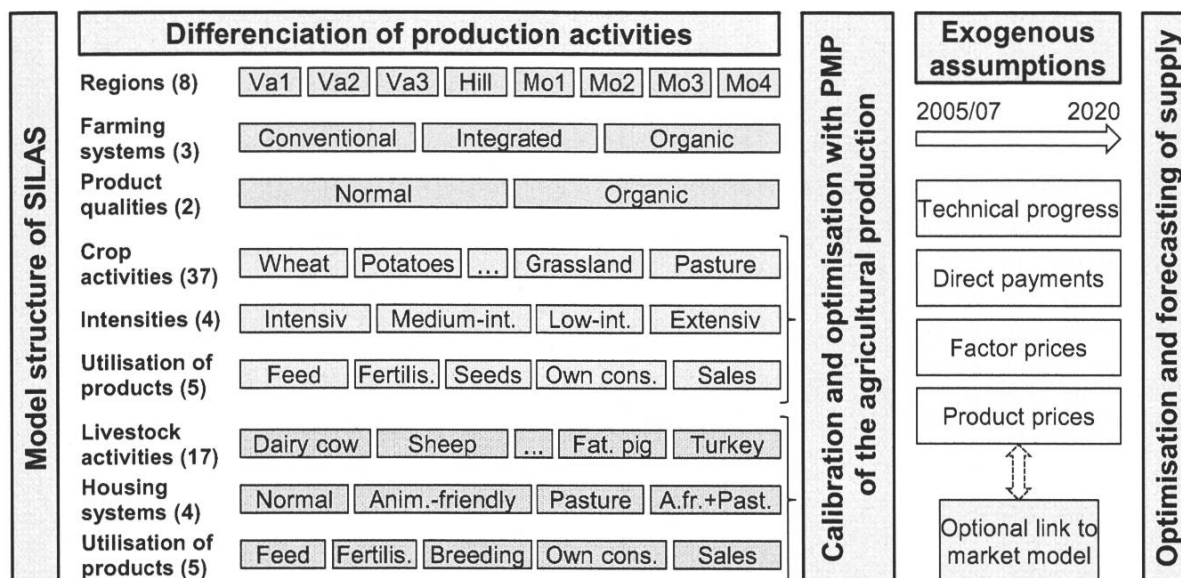 Model structure of SILAS
Differenciation of production activities
Regions (8)
Va1 Va2 Va3 Hill Mo1 Mo2 Mo3 Mo4
Farming
systems (3)
Conventional Integrated Organic
Product
qualities (2)
Normal Organic
Crop
activities (37)
Wheat Potatoes ... Grassland Pasture
Intensities (4)
Intensiv Medium-int. Low-int. Extensiv
Utilisation of
products (5)
Feed Fertilis. Seeds Own cons. Sales
Livestock
activities (17)
Dairy cow Sheep ... Fat. pig Turkey
Housing
systems (4)
Normal Anim.-friendly Pasture A.fr.+Past.
Utilisation of
products (5)
Feed Fertilis. Breeding Own cons. Sales
Calibration and optimisation with PMP
of the agricultural production
Exogenous
assumptions
2005/07 2020
Technical progress
Direct payments
Factor prices
Product prices
Optional link to
market model
Optimisation and forecasting of supply